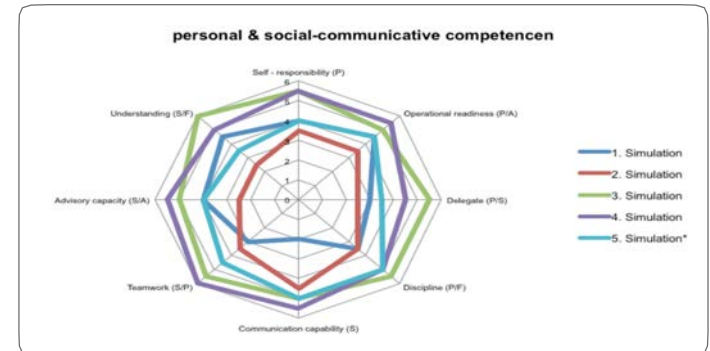 personal & social-communicative competencen
Self - responsibility (P)
6
5
4
3
2
1
0
Understanding (S/F)
Operational readiness (P/A)
Advisory capacity (S/A)
Delegate (P/S)
Teamwork (S/P)
Discipline (P/F)
Communication capability (S)
1. Simulation
2. Simulation
3. Simulation
4. Simulation
5. Simulation*